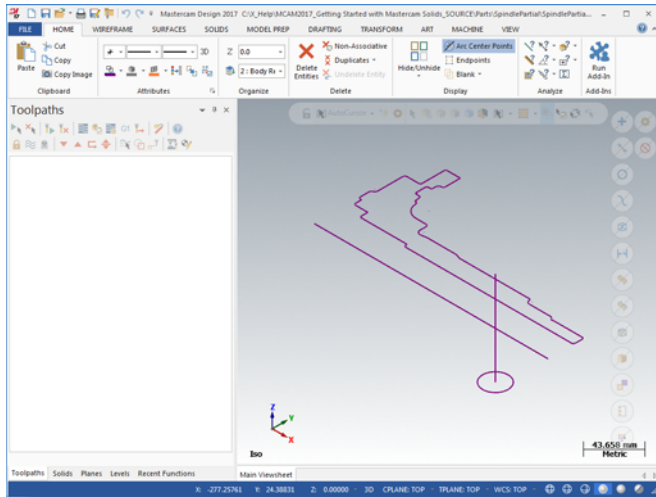 Mastercam Design 2017 C:\X_Help\MCAM2017_Getting Started with Mastercam Solids_SOURCE\Parts\SpindlePartial\SpindlePartia...
FILE HOME WIREFRAME SURFACES SOLIDS MODEL PREP DRAFTING TRANSFORM ART MACHINE VIEW
Paste
Cut
Copy
Copy Image
Clipboard
3D
Attributes
Z 0.0
2 : Body Re
Organize
Delete Entities
Non-Associative
Duplicates
Undelete Entity
Delete
Hide/Unhide
Arc Center Points
Endpoints
Blank
Display
Analyze
Run Add-In
Add-Ins
Toolpaths
AutoCursor
Z
Y
X
Iso
43.658 mm
Metric
Toolpaths Solids Planes Levels Recent Functions
Main Viewsheet
X: -277.25761 Y: 24.38831 Z: 0.00000 3D CPLANE: TOP TPLANE: TOP WCS: TOP